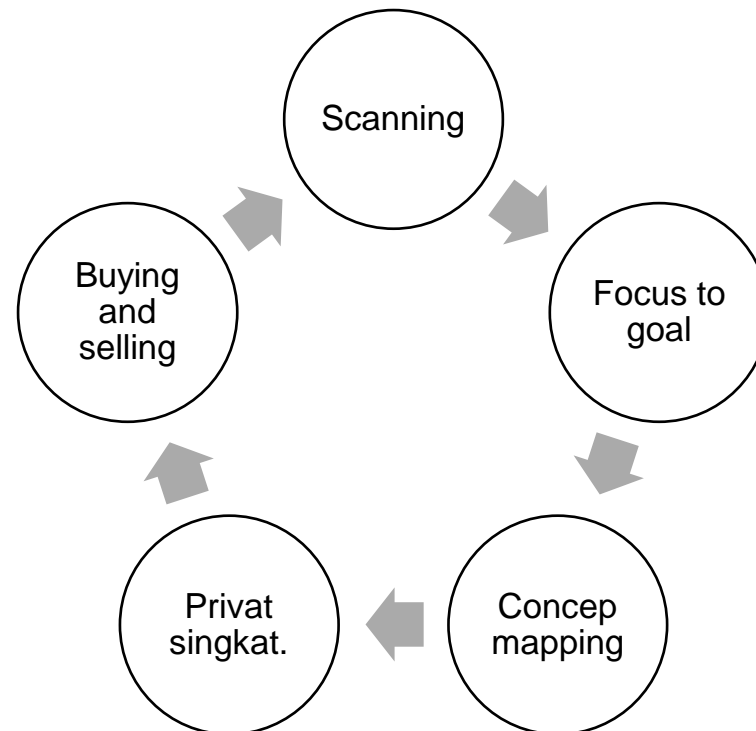 Scanning
Focus to
goal
Concep
mapping
Privat
singkat.
Buying
and
selling